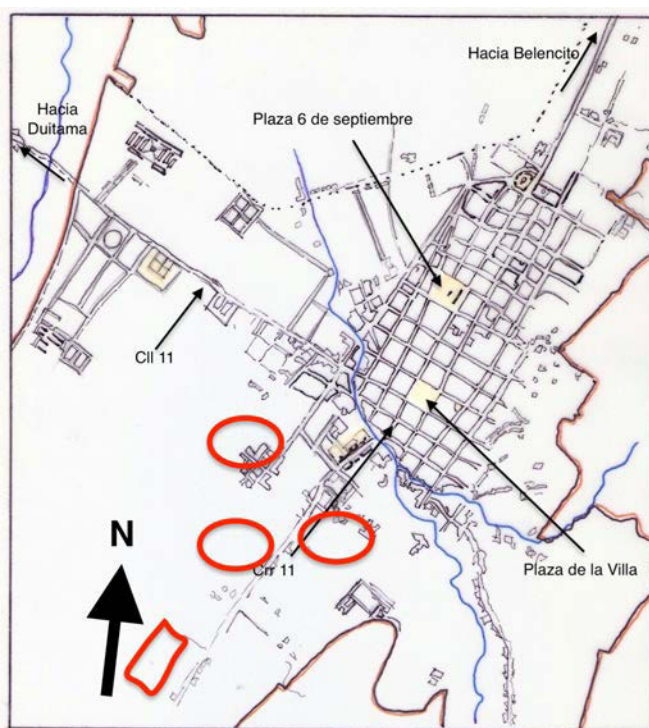 Hacia Belencito
Hacia
Duitama
Plaza 6 de septiembre
Cll 11
N
Crr 11
Plaza de la Villa